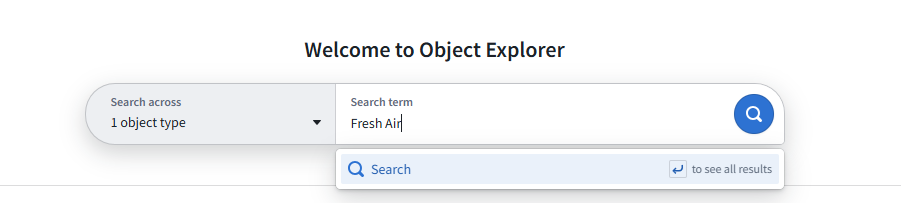 Welcome to Object Explorer
Search across
1 object type
Search term
Fresh Air
Search
to see all results